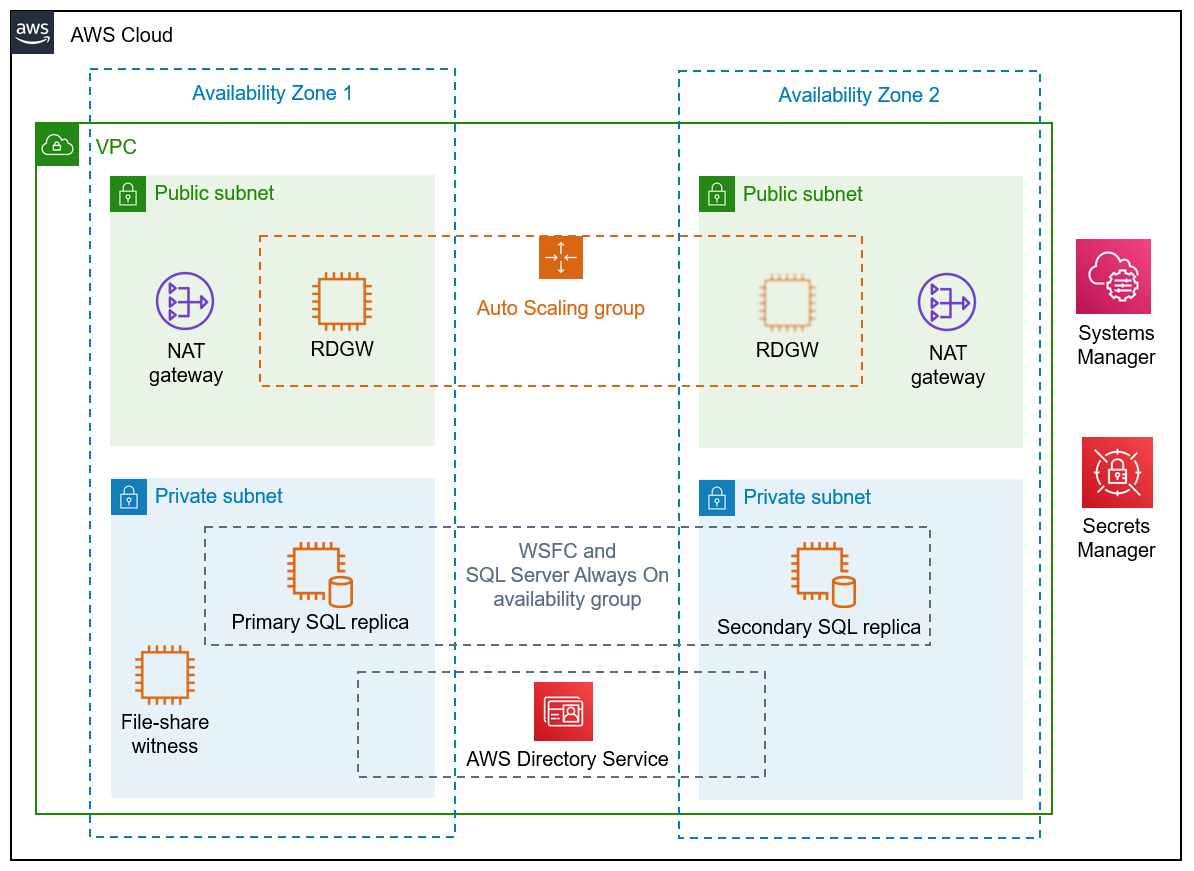 aws
AWS Cloud
Availability Zone 1
Availability Zone 2
VPC
Public subnet
Public subnet
Auto Scaling group
NAT
gateway
RDGW
RDGW
NAT
gateway
Systems
Manager
Private subnet
Private subnet
Secrets
Manager
WSFC and
SQL Server Always On
availability group
Primary SQL replica
Secondary SQL replica
File-share
witness
AWS Directory Service